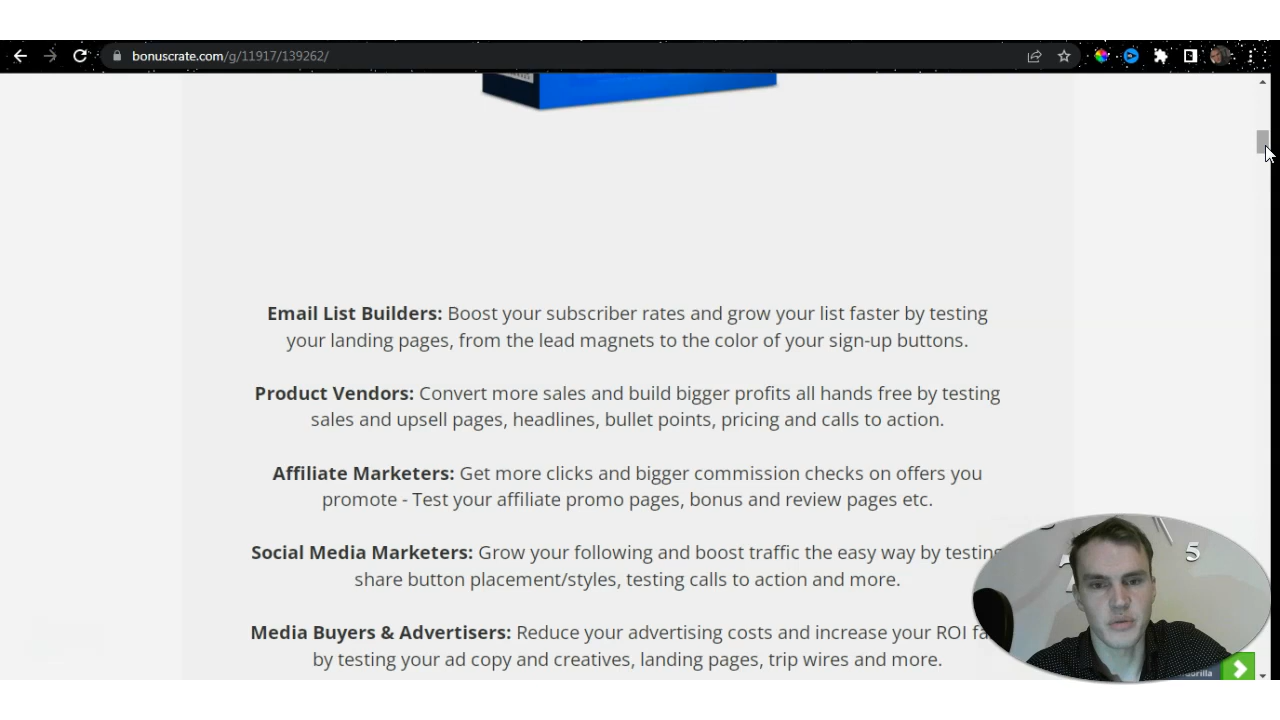 bonuscrate.com/g/11917/139262/
Email List Builders: Boost your subscriber rates and grow your list faster by testing
your landing pages, from the lead magnets to the color of your sign-up buttons.
Product Vendors: Convert more sales and build bigger profits all hands free by testing
sales and upsell pages, headlines, bullet points, pricing and calls to action.
Affiliate Marketers: Get more clicks and bigger commission checks on offers you
promote - Test your affiliate promo pages, bonus and review pages etc.
Social Media Marketers: Grow your following and boost traffic the easy way by testing
share button placement/styles, testing calls to action and more.
5
Media Buyers & Advertisers: Reduce your advertising costs and increase your ROI fa
by testing your ad copy and creatives, landing pages, trip wires and more.